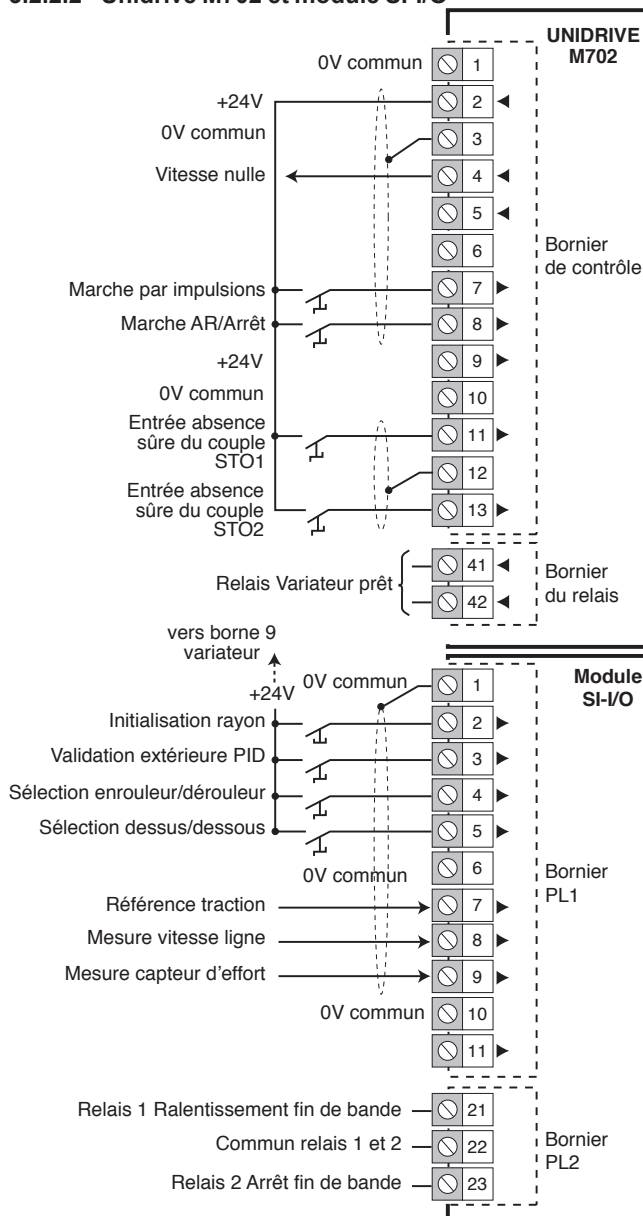 UNIDRIVE
M702
0V commun 1
+24V 2
0V commun 3
Vitesse nulle 4
5
6
Bornier
de contrôle
Marche par impulsions 7
Marche AR/Arrêt 8
+24V 9
0V commun 10
Entrée absence
sûre du couple
STO1
11
12
Entrée absence
sûre du couple
STO2
13
Relais Variateur prêt
41
42
Bornier
du relais
vers borne 9
variateur
+24V
Module
SI-I/O
0V commun 1
Initialisation rayon 2
Validation extérieure PID 3
Sélection enrouleur/dérouleur 4
Sélection dessus/dessous 5
0V commun 6
Bornier
PL1
Référence traction 7
Mesure vitesse ligne 8
Mesure capteur d'effort 9
0V commun 10
11
Relais 1 Ralentissement fin de bande 21
Commun relais 1 et 2 22
Relais 2 Arrêt fin de bande 23
Bornier
PL2